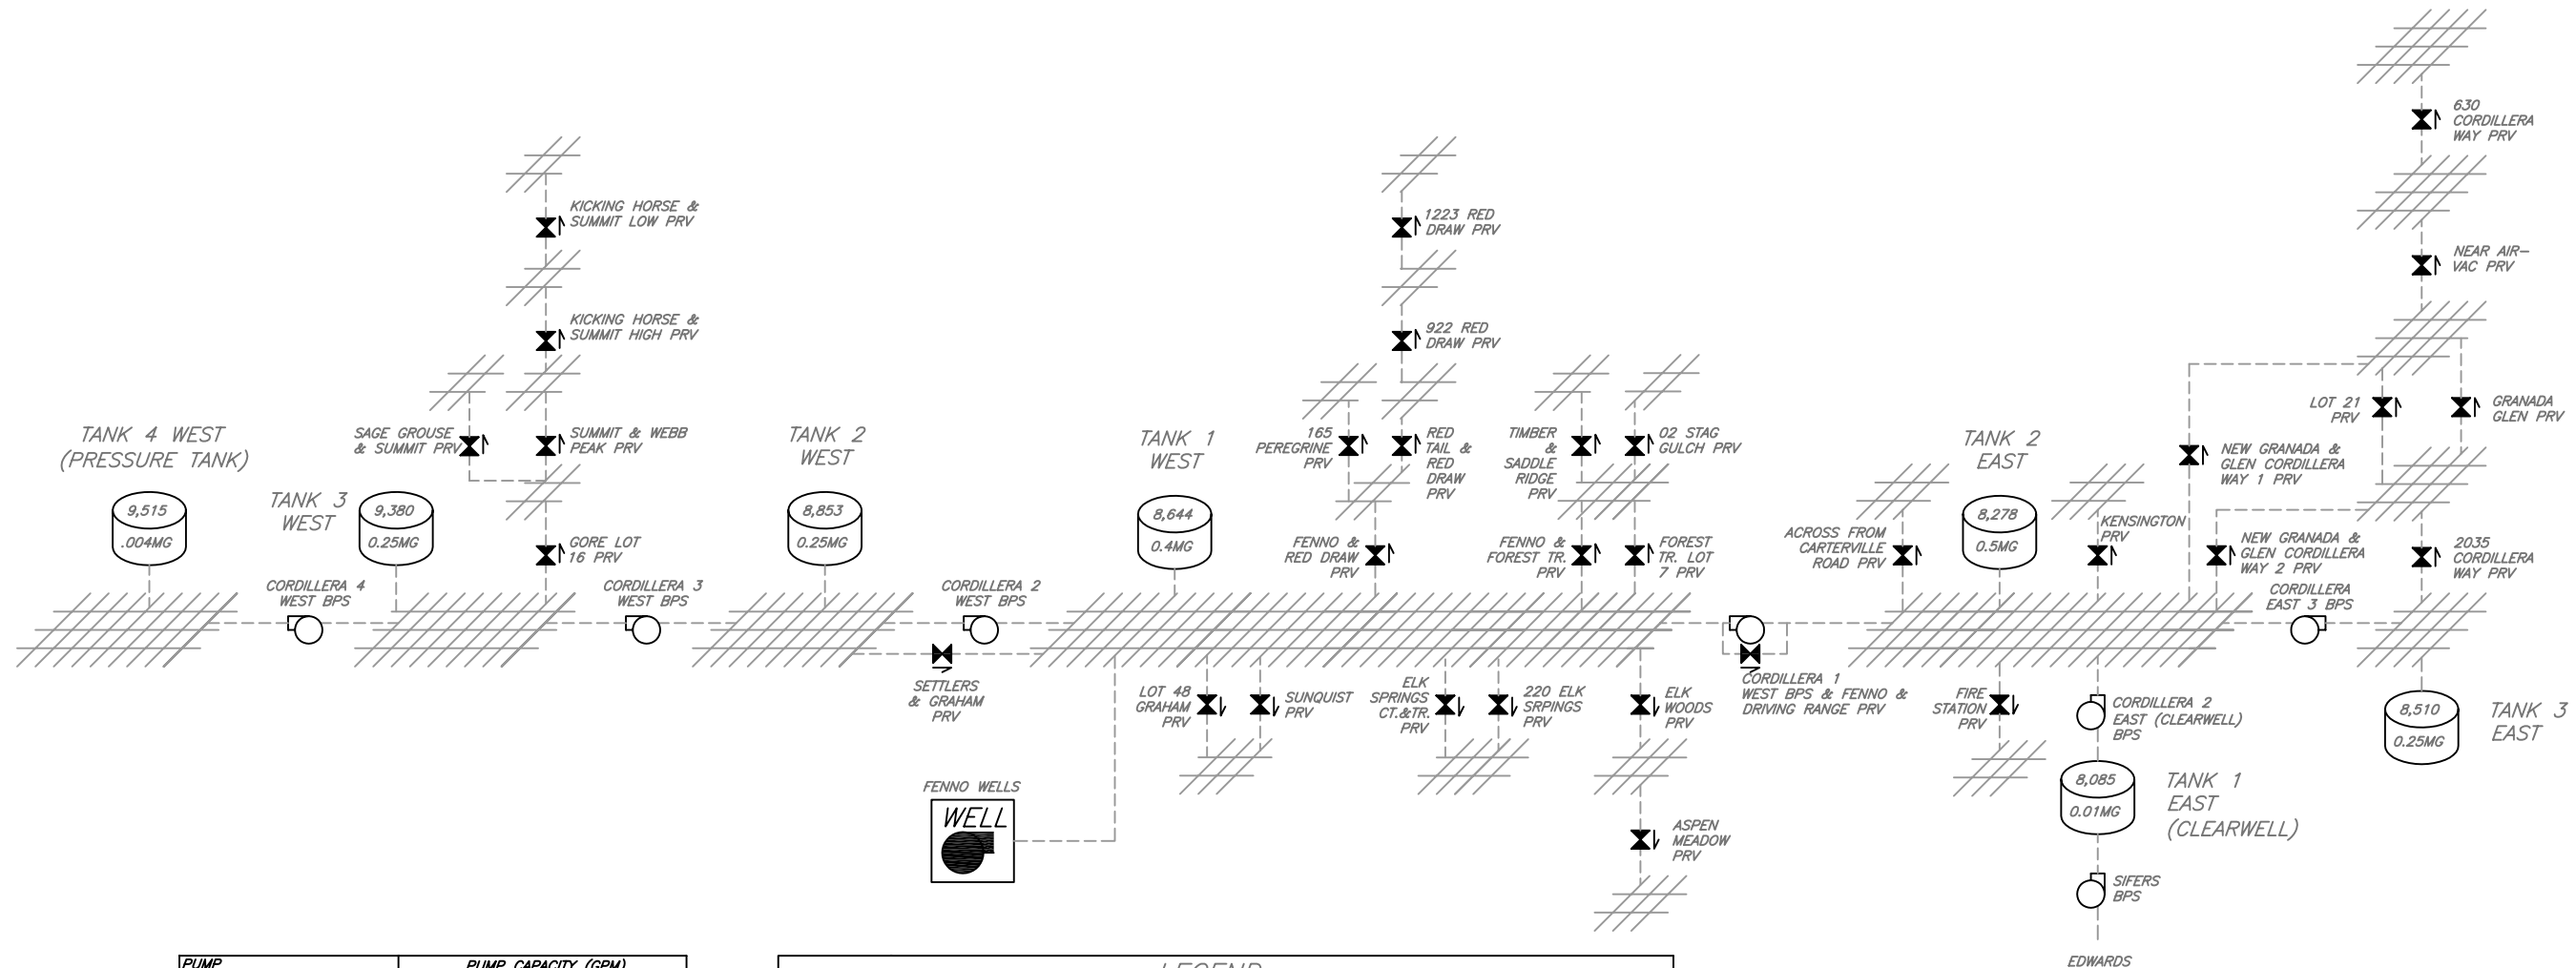 630
CORDILLERA
WAY PRV
KICKING HORSE &
SUMMIT LOW PRV
1223 RED
DRAW PRV
NEAR AIR-
VAC PRV
KICKING HORSE &
SUMMIT HIGH PRV
922 RED
DRAW PRV
TANK 4 WEST
(PRESSURE TANK)
9,515
.004MG
TANK 3
WEST
9,380
0.25MG
SAGE GROUSE
& SUMMIT PRV
SUMMIT & WEBB
PEAK PRV
GORE LOT
16 PRV
TANK 2
WEST
8,853
0.25MG
TANK 1
WEST
8,644
0.4MG
165
PEREGRINE
PRV
RED
TAIL &
RED
DRAW
PRV
TIMBER
&
SADDLE
RIDGE
PRV
02 STAG
GULCH PRV
FENNO &
RED DRAW
PRV
FENNO &
FOREST TR.
PRV
FOREST
TR. LOT
7 PRV
ACROSS FROM
CARTERVILLE
ROAD PRV
TANK 2
EAST
8,278
0.5MG
KENSINGTON
PRV
LOT 21
PRV
GRANADA
GLEN PRV
NEW GRANADA &
GLEN CORDILLERA
WAY 1 PRV
NEW GRANADA &
GLEN CORDILLERA
WAY 2 PRV
2035
CORDILLERA
WAY PRV
CORDILLERA 4
WEST BPS
CORDILLERA 3
WEST BPS
CORDILLERA 2
WEST BPS
CORDILLERA
EAST 3 BPS
SETTLERS
& GRAHAM
PRV
LOT 48
GRAHAM
PRV
SUNQUIST
PRV
ELK
SPRINGS
CT.&TR.
PRV
220 ELK
SRPINGS
PRV
ELK
WOODS
PRV
CORDILLERA 1
WEST BPS & FENNO &
DRIVING RANGE PRV
FIRE
STATION
PRV
CORDILLERA 2
EAST (CLEARWELL)
BPS
8,510
0.25MG
TANK 3
EAST
FENNO WELLS
WELL
8,085
0.01MG
TANK 1
EAST
(CLEARWELL)
ASPEN
MEADOW
PRV
SIFERS
BPS
EDWARDS
PUMP
PUMP CAPACITY (GPM)
LEGEND